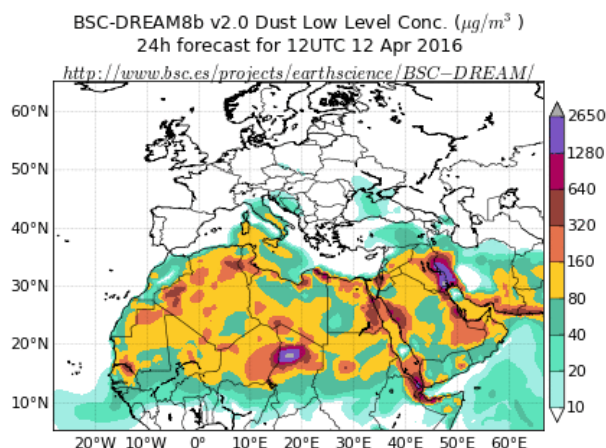 BSC-DREAM8b v2.0 Dust Low Level Conc. (µg/m³ )
24h forecast for 12UTC 12 Apr 2016
http://www.bsc.es/projects/earthscience/BSC−DREAM/
60°N
50°N
40°N
30°N
20°N
10°N
20°W 10°W 0° 10°E 20°E 30°E 40°E 50°E 60°E
2650
1280
640
320
160
80
40
20
10